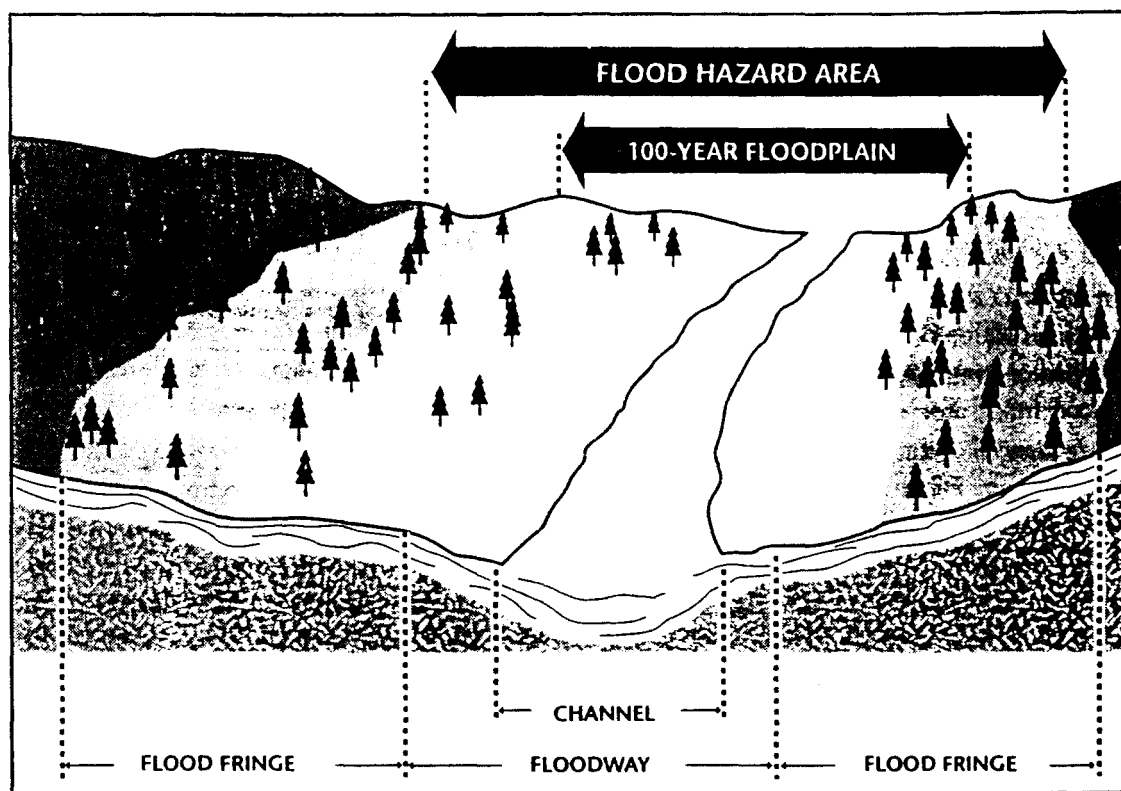 FLOOD HAZARD AREA
100-YEAR FLOODPLAIN
CHANNEL
FLOOD FRINGE
FLOODWAY
FLOOD FRINGE